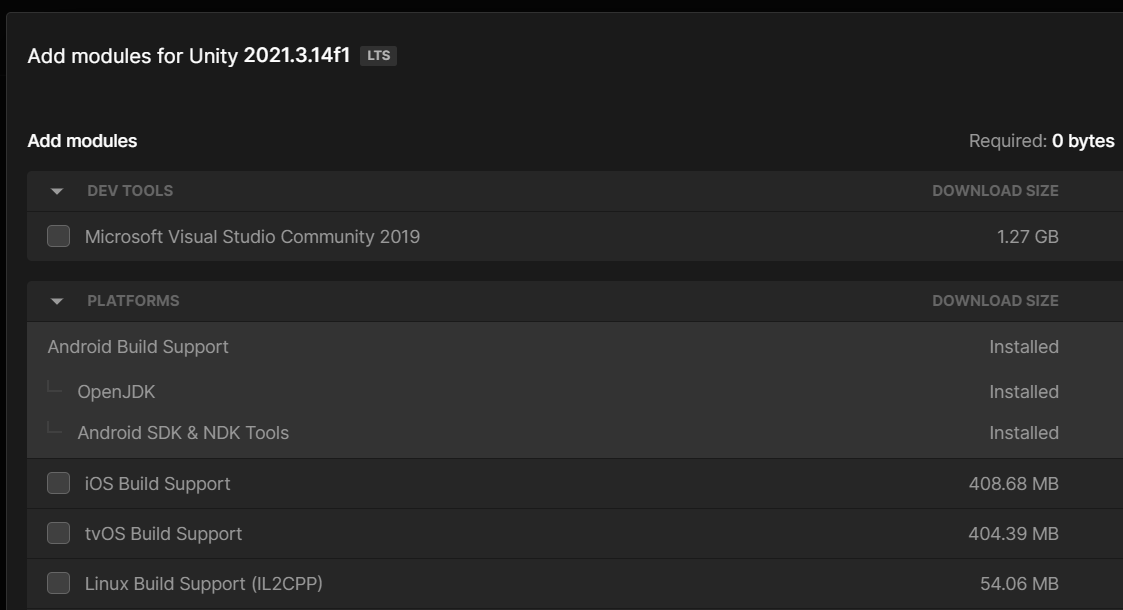 Add modules for Unity 2021.3.14f1 LTS
Add modules Required: 0 bytes
DEV TOOLS DOWNLOAD SIZE
Microsoft Visual Studio Community 2019 1.27 GB
PLATFORMS DOWNLOAD SIZE
Android Build Support Installed
OpenJDK Installed
Android SDK & NDK Tools Installed
iOS Build Support 408.68 MB
tvOS Build Support 404.39 MB
Linux Build Support (IL2CPP) 54.06 MB